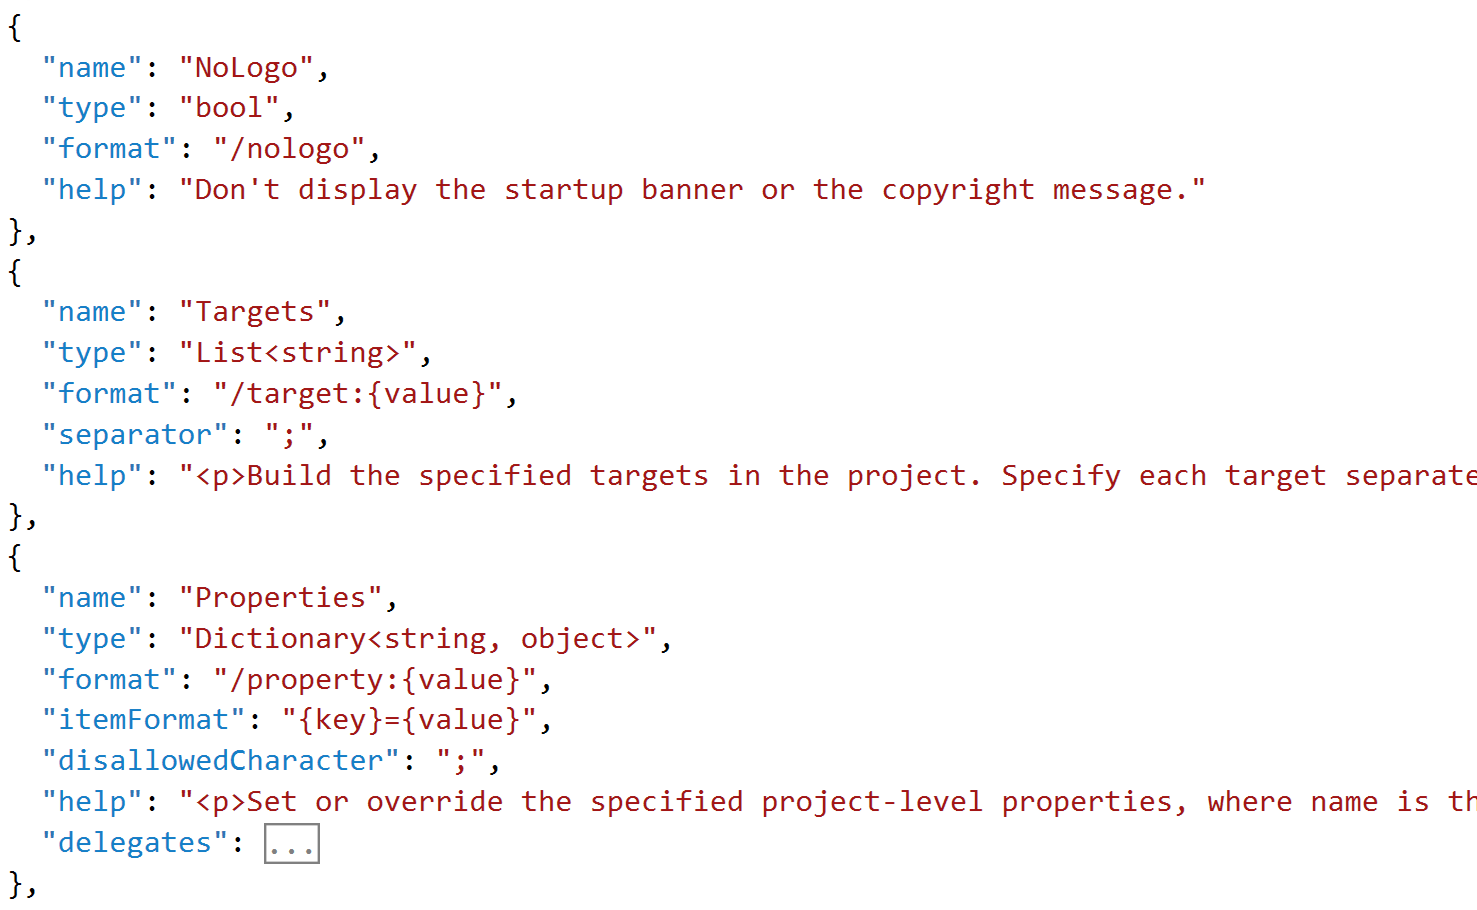 {
  "name": "NoLogo",
  "type": "bool",
  "format": "/nologo",
  "help": "Don't display the startup banner or the copyright message."
},
{
  "name": "Targets",
  "type": "List<string>",
  "format": "/target:{value}",
  "separator": ";",
  "help": "<p>Build the specified targets in the project. Specify each target separate
},
{
  "name": "Properties",
  "type": "Dictionary<string, object>",
  "format": "/property:{value}",
  "itemFormat": "{key}={value}",
  "disallowedCharacter": ";",
  "help": "<p>Set or override the specified project-level properties, where name is th
  "delegates": ...
},